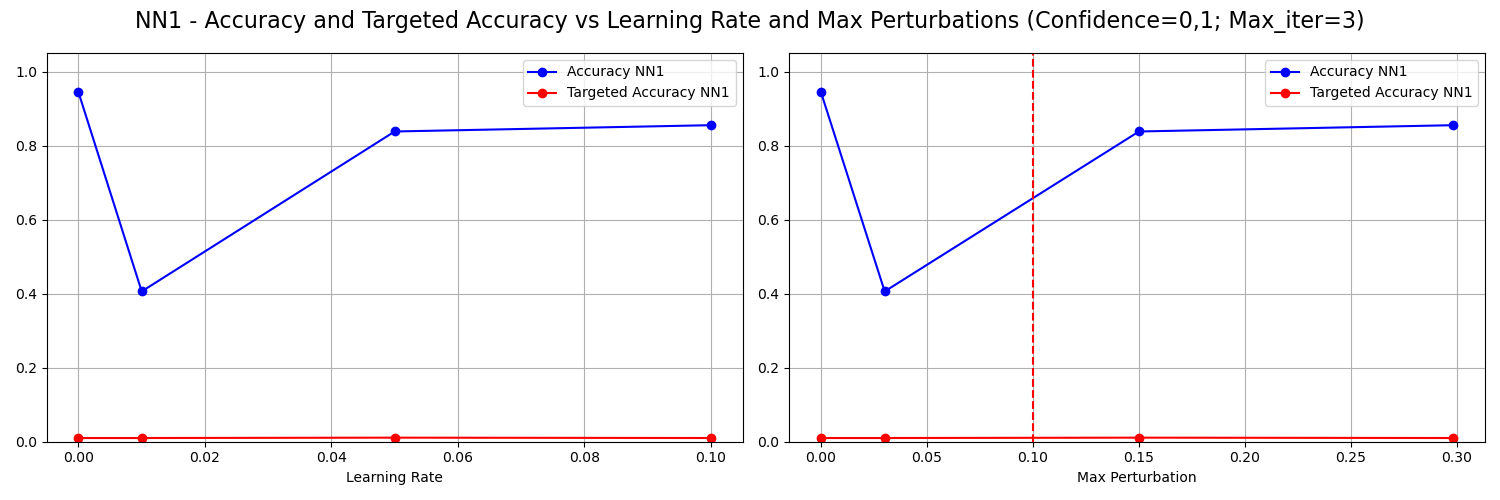 NN1 - Accuracy and Targeted Accuracy vs Learning Rate and Max Perturbations (Confidence=0,1; Max_iter=3)
Accuracy NN1
Targeted Accuracy NN1
1.0
0.8
0.6
0.4
0.2
0.0
0.00 0.02 0.04 0.06 0.08 0.10
Learning Rate
Accuracy NN1
Targeted Accuracy NN1
1.0
0.8
0.6
0.4
0.2
0.0
0.00 0.05 0.10 0.15 0.20 0.25 0.30
Max Perturbation